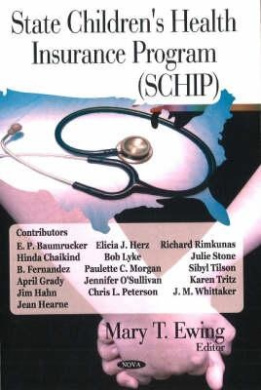 State Children's Health
Insurance Program
(SCHIP)
Contributors
E. P. Baumrucker Elicia J. Herz Richard Rimkunas
Hinda Chaikind Bob Lyke Julie Stone
B. Fernandez Paulette C. Morgan Sibyl Tilson
April Grady Jennifer O'Sullivan Karen Tritz
Jim Hahn Chris L. Peterson J. M. Whittaker
Jean Hearne
Mary T. Ewing
Editor
NOVA